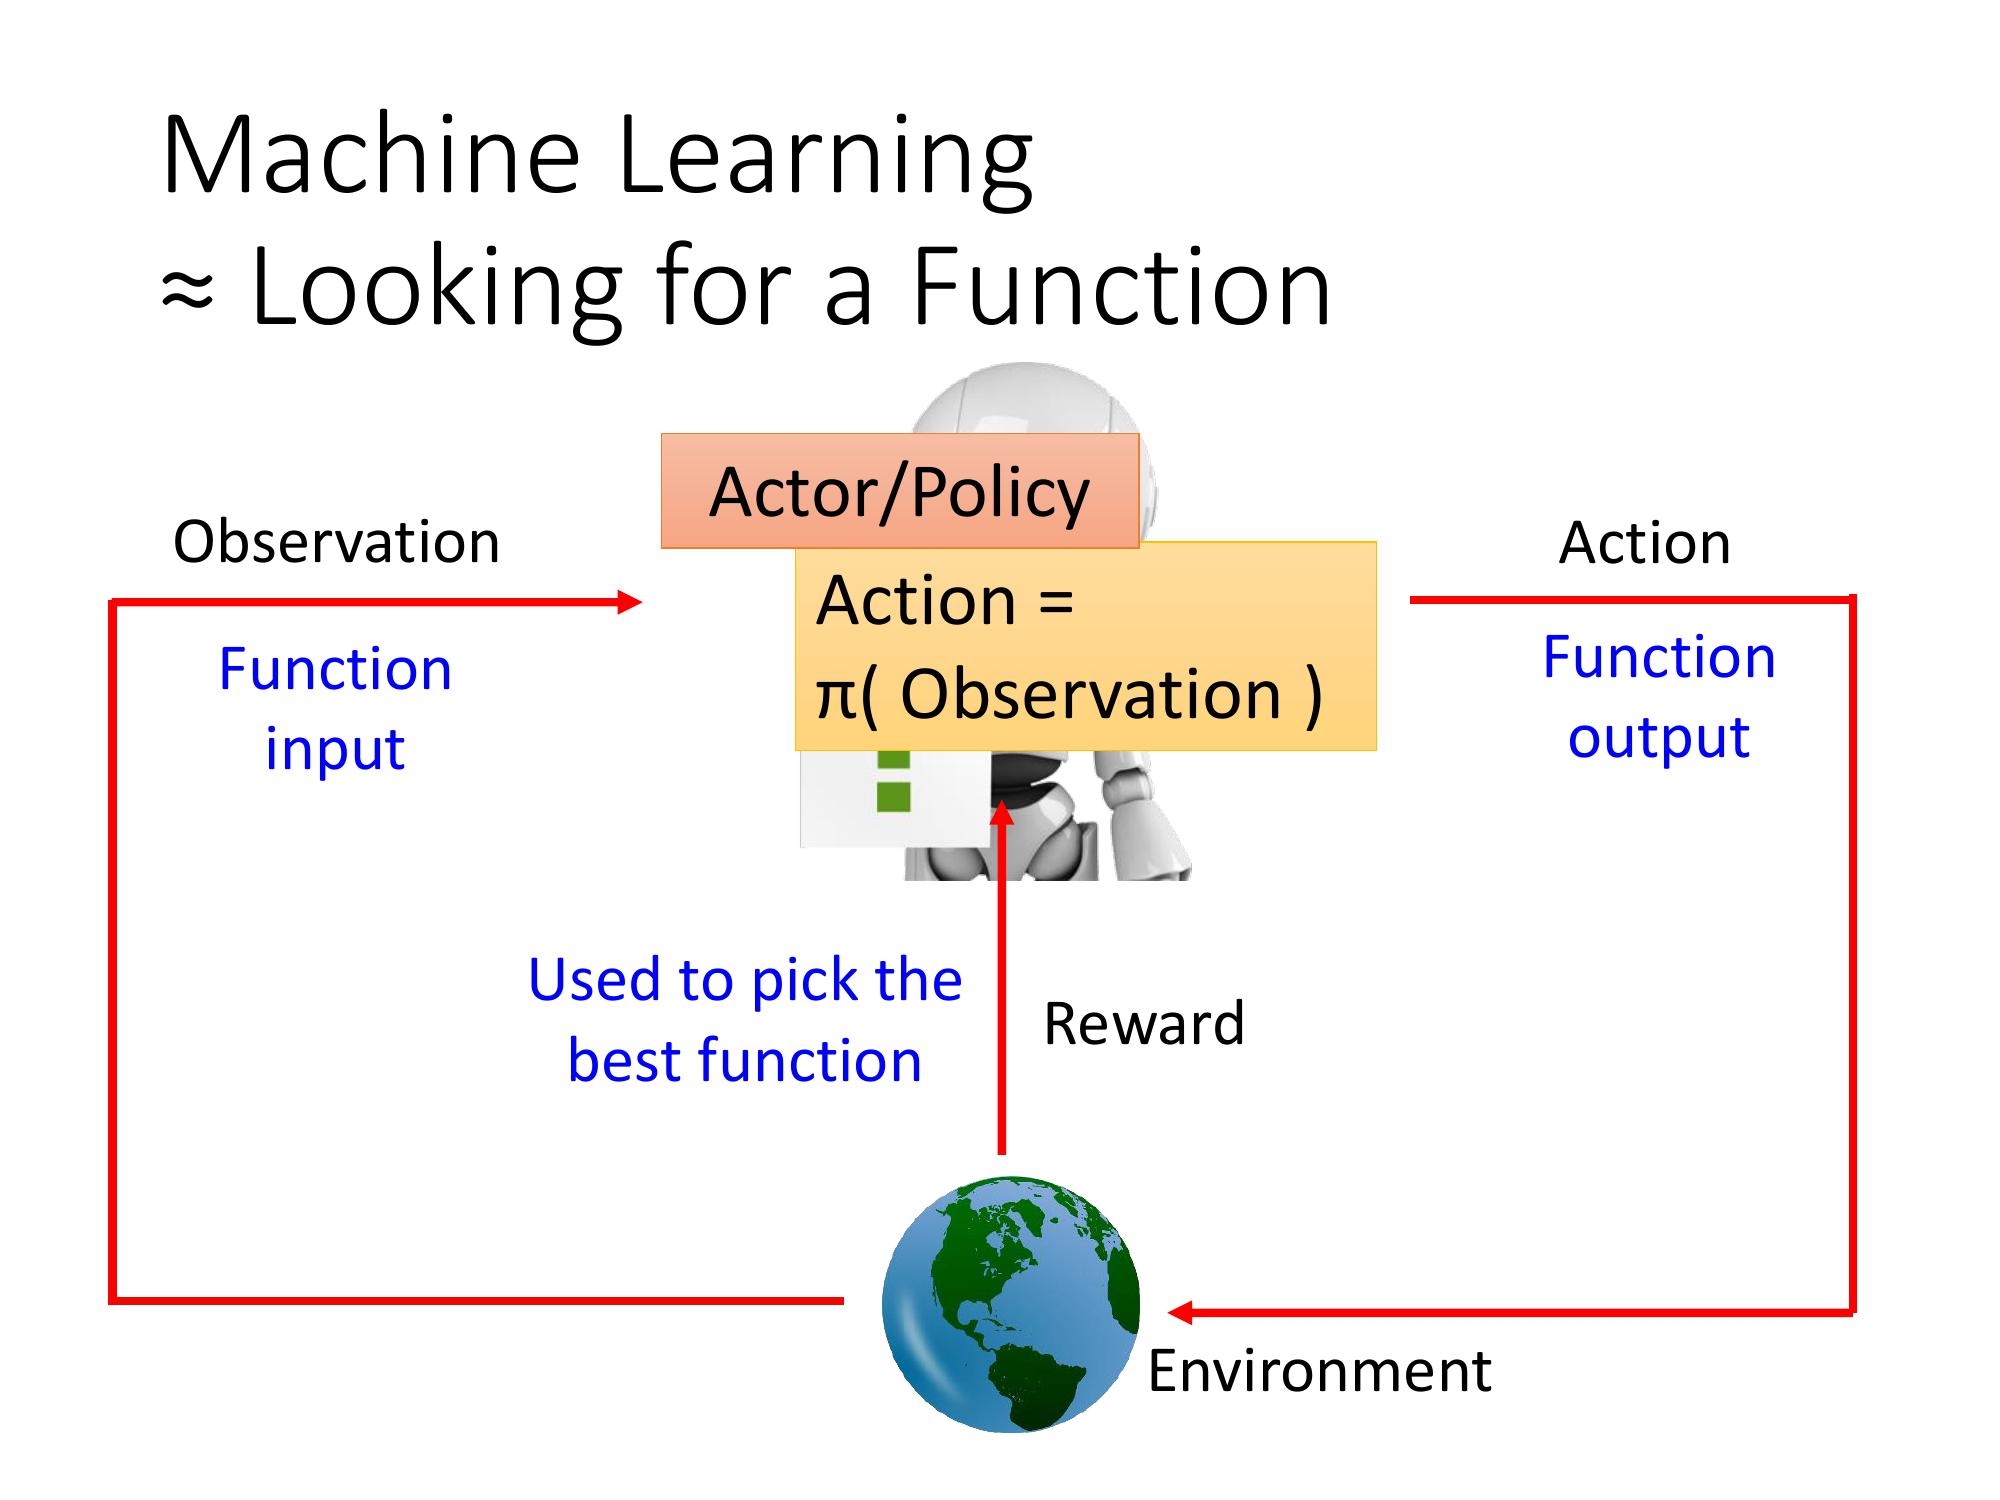 Machine Learning
≈ Looking for a Function
Actor/Policy
Observation
Action
Action =
π( Observation )
Function
input
Function
output
Used to pick the
best function
Reward
Environment